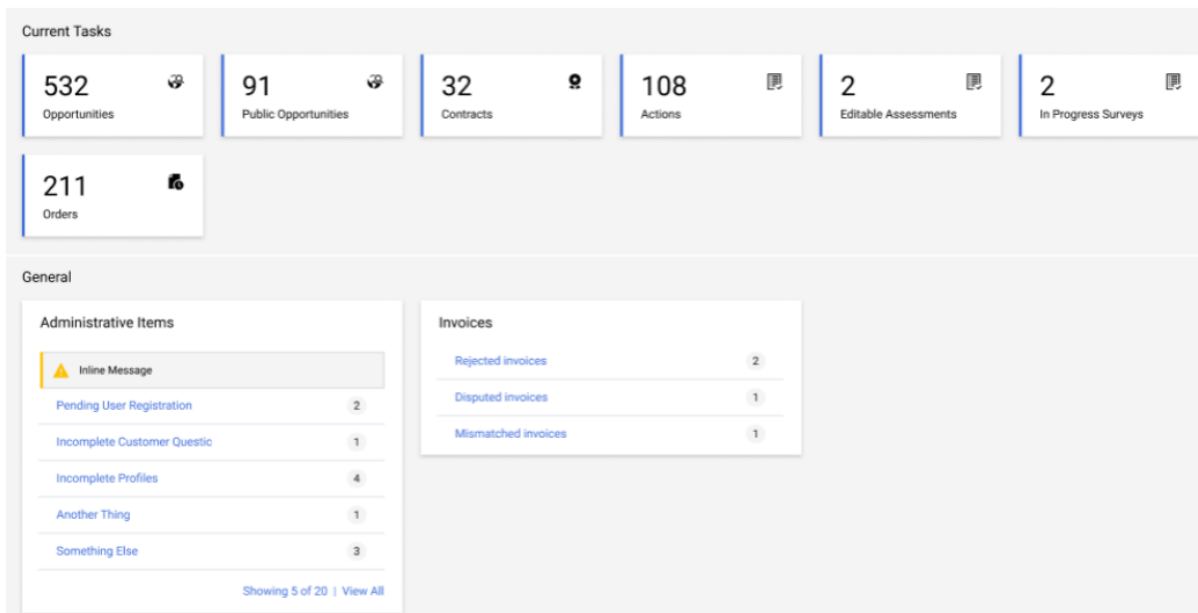 Current Tasks
532
Opportunities
91
Public Opportunities
32
Contracts
108
Actions
2
Editable Assessments
2
In Progress Surveys
211
Orders
General
Administrative Items
Inline Message
Pending User Registration 2
Incomplete Customer Questic 1
Incomplete Profiles 4
Another Thing 1
Something Else 3
Showing 5 of 20 | View All
Invoices
Rejected invoices 2
Disputed invoices 1
Mismatched invoices 1